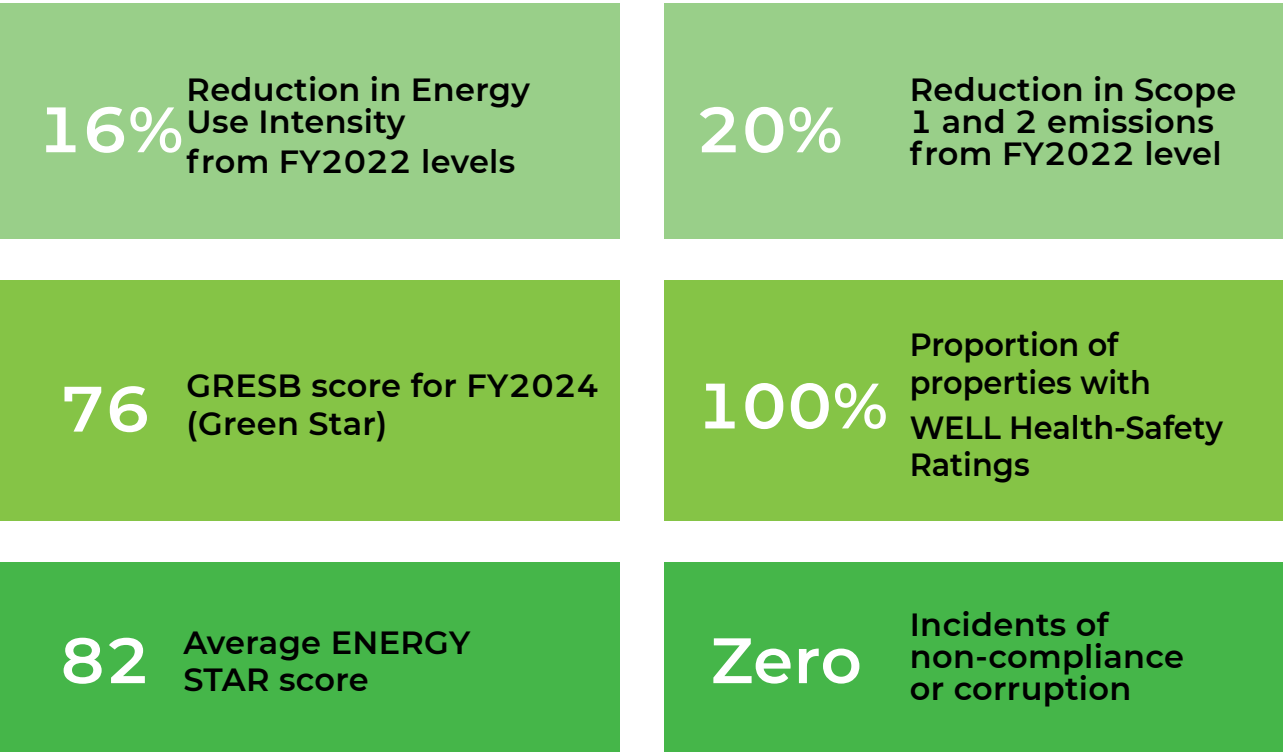 16%
Reduction in Energy
Use Intensity
from FY2022 levels
20%
Reduction in Scope
1 and 2 emissions
from FY2022 level
76
GRESB score for FY2024
(Green Star)
100%
Proportion of
properties with
WELL Health-Safety
Ratings
82
Average ENERGY
STAR score
Zero
Incidents of
non-compliance
or corruption